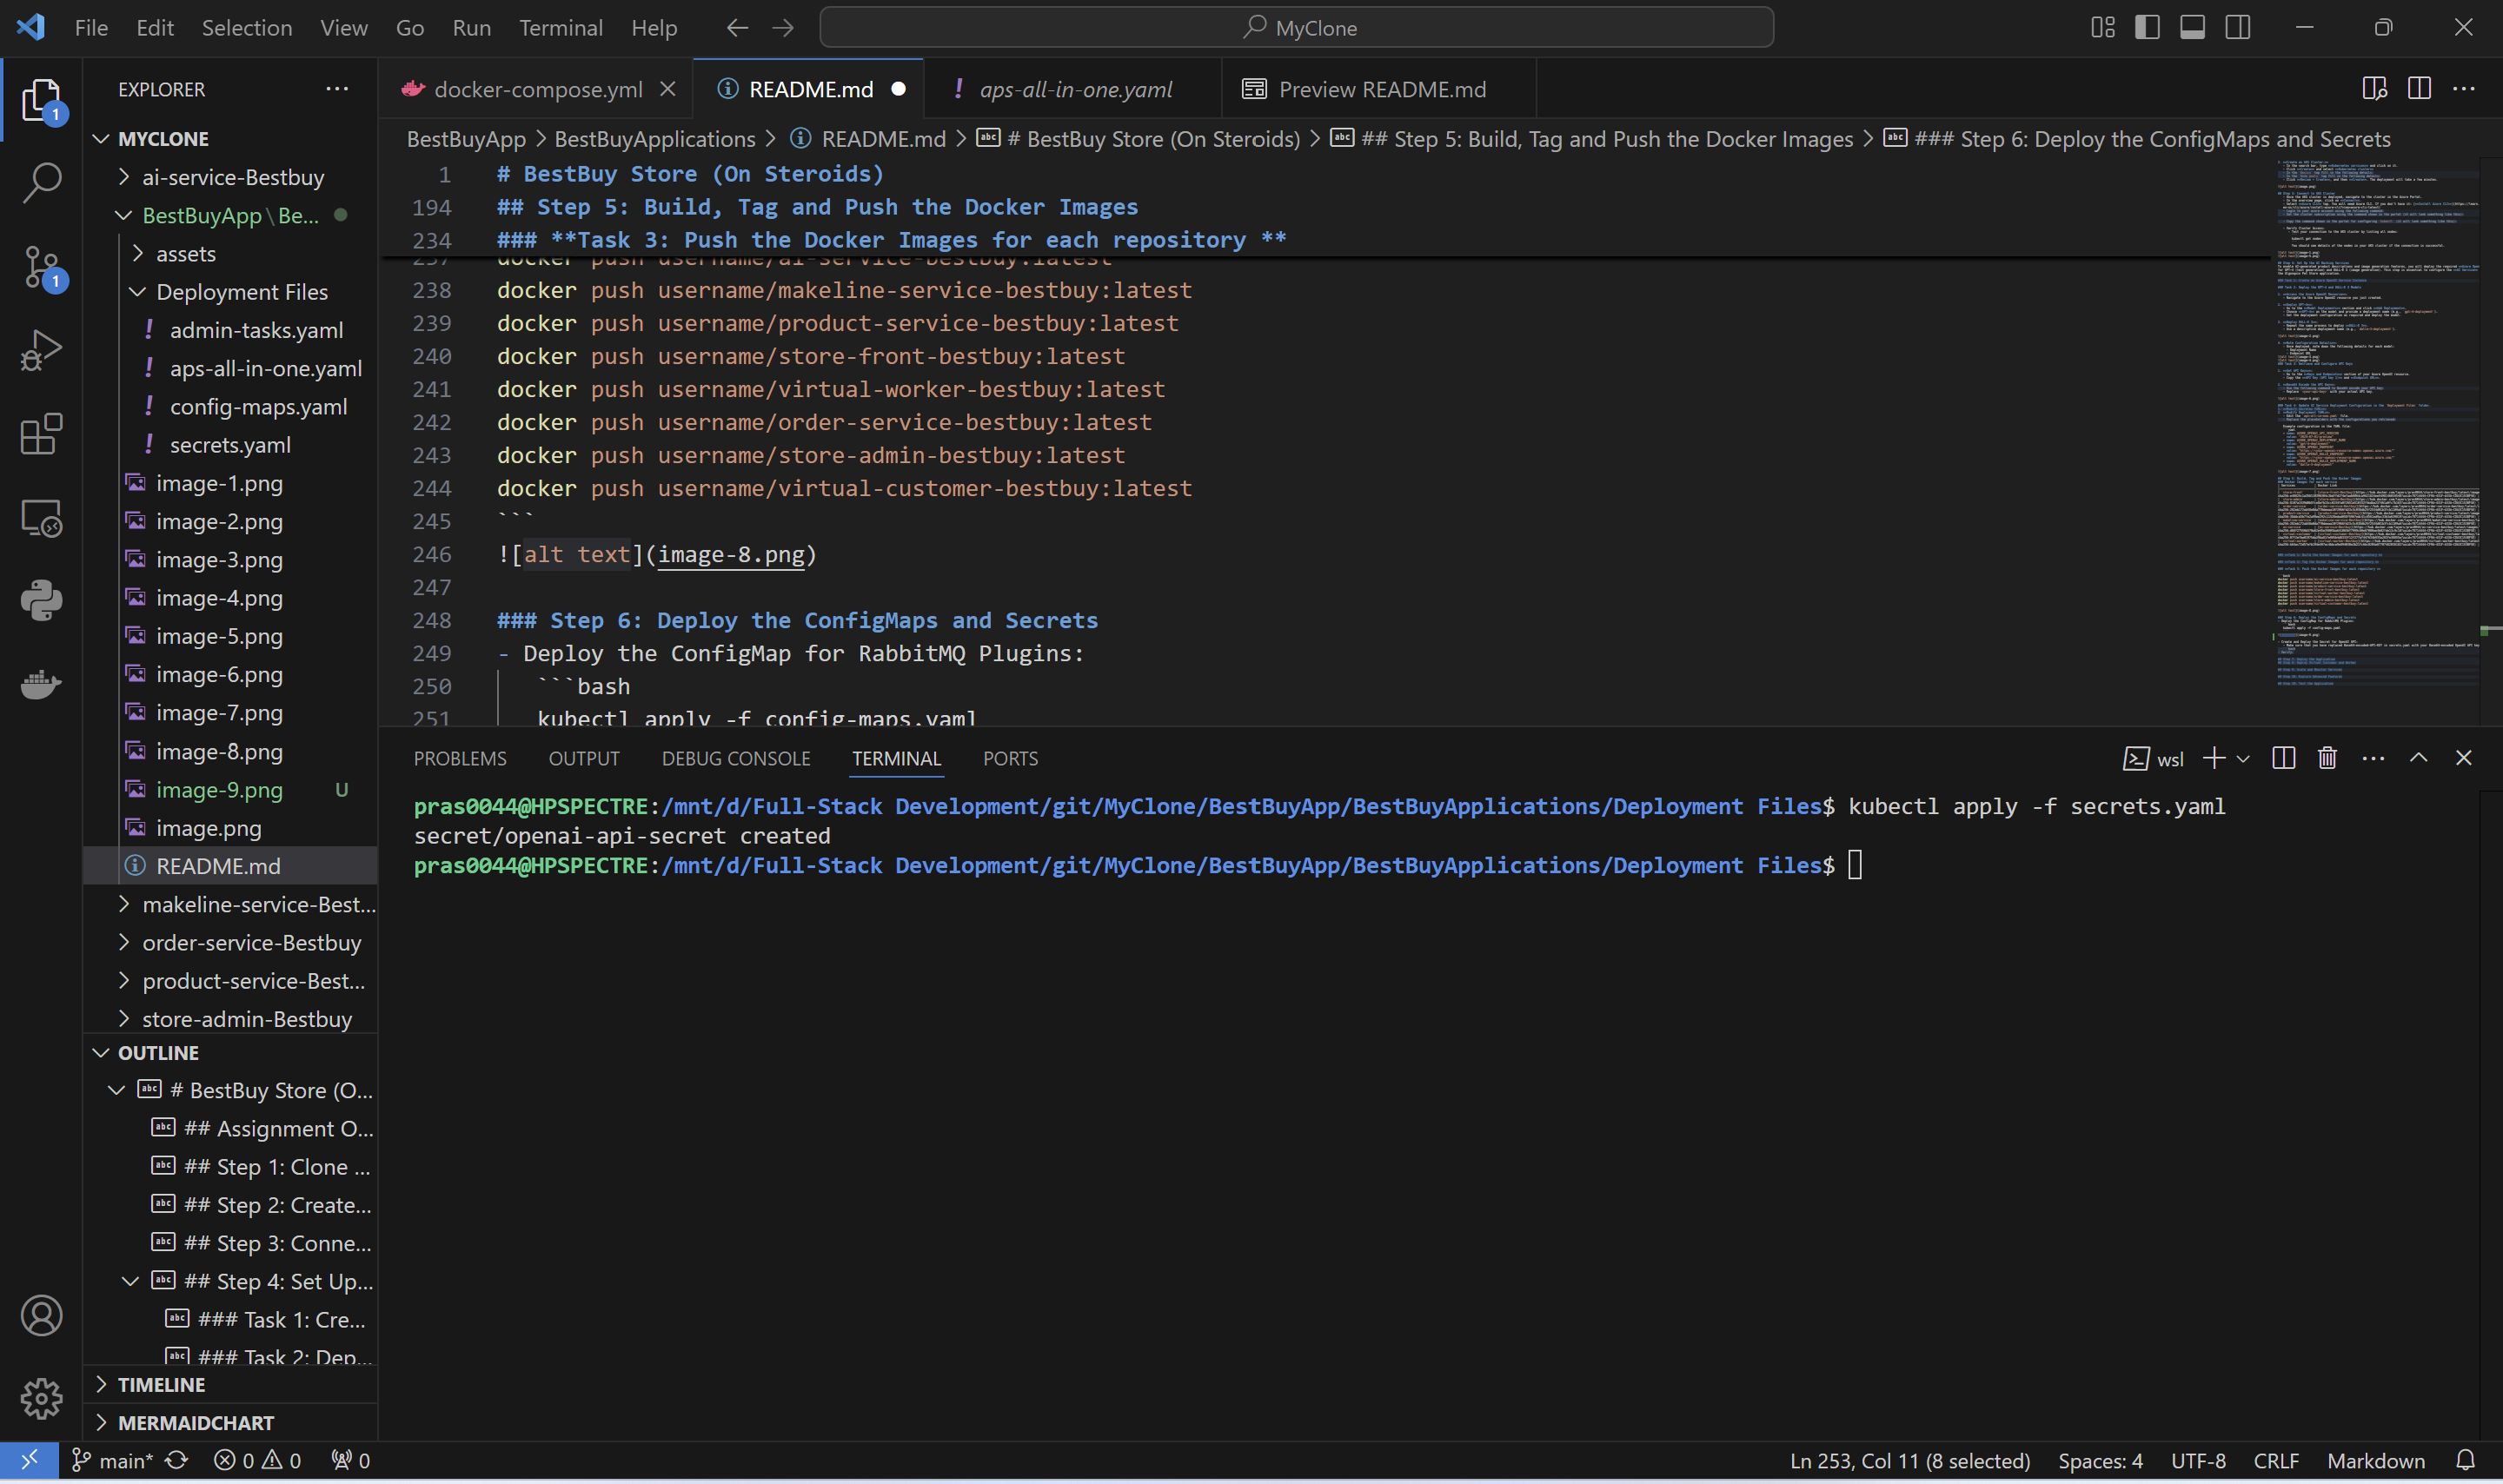 File Edit Selection View Go Run Terminal Help
MyClone
EXPLORER
docker-compose.yml
README.md
aps-all-in-one.yaml
Preview README.md
BestBuyApp > BestBuyApplications > README.md > # BestBuy Store (On Steroids) > ## Step 5: Build, Tag and Push the Docker Images > ### Step 6: Deploy the ConfigMaps and Secrets
MYCLONE
ai-service-Bestbuy
BestBuyApp\Be...
assets
Deployment Files
! admin-tasks.yaml
! aps-all-in-one.yaml
! config-maps.yaml
! secrets.yaml
image-1.png
image-2.png
image-3.png
image-4.png
image-5.png
image-6.png
image-7.png
image-8.png
image-9.png U
image.png
README.md
makeline-service-Best...
order-service-Bestbuy
product-service-Best...
store-admin-Bestbuy
OUTLINE
# BestBuy Store (O...
## Assignment O...
## Step 1: Clone ...
## Step 2: Create...
## Step 3: Conne...
## Step 4: Set Up...
### Task 1: Cre...
### Task 2: Dep...
TIMELINE
MERMAIDCHART
1 # BestBuy Store (On Steroids)
194 ## Step 5: Build, Tag and Push the Docker Images
234 ### **Task 3: Push the Docker Images for each repository **
237 docker push username/ai-service-bestbuy:latest
238 docker push username/makeline-service-bestbuy:latest
239 docker push username/product-service-bestbuy:latest
240 docker push username/store-front-bestbuy:latest
241 docker push username/virtual-worker-bestbuy:latest
242 docker push username/order-service-bestbuy:latest
243 docker push username/store-admin-bestbuy:latest
244 docker push username/virtual-customer-bestbuy:latest
245 ```
246 ![alt text](image-8.png)
247
248 ### Step 6: Deploy the ConfigMaps and Secrets
249 - Deploy the ConfigMap for RabbitMQ Plugins:
250 ```bash
251 kubectl apply -f config-maps.yaml
PROBLEMS OUTPUT DEBUG CONSOLE TERMINAL PORTS
wsl
pras0044@HPSPECTRE:/mnt/d/Full-Stack Development/git/MyClone/BestBuyApp/BestBuyApplications/Deployment Files$ kubectl apply -f secrets.yaml
secret/openai-api-secret created
pras0044@HPSPECTRE:/mnt/d/Full-Stack Development/git/MyClone/BestBuyApp/BestBuyApplications/Deployment Files$
main* 0 0 0
Ln 253, Col 11 (8 selected) Spaces: 4 UTF-8 CRLF Markdown